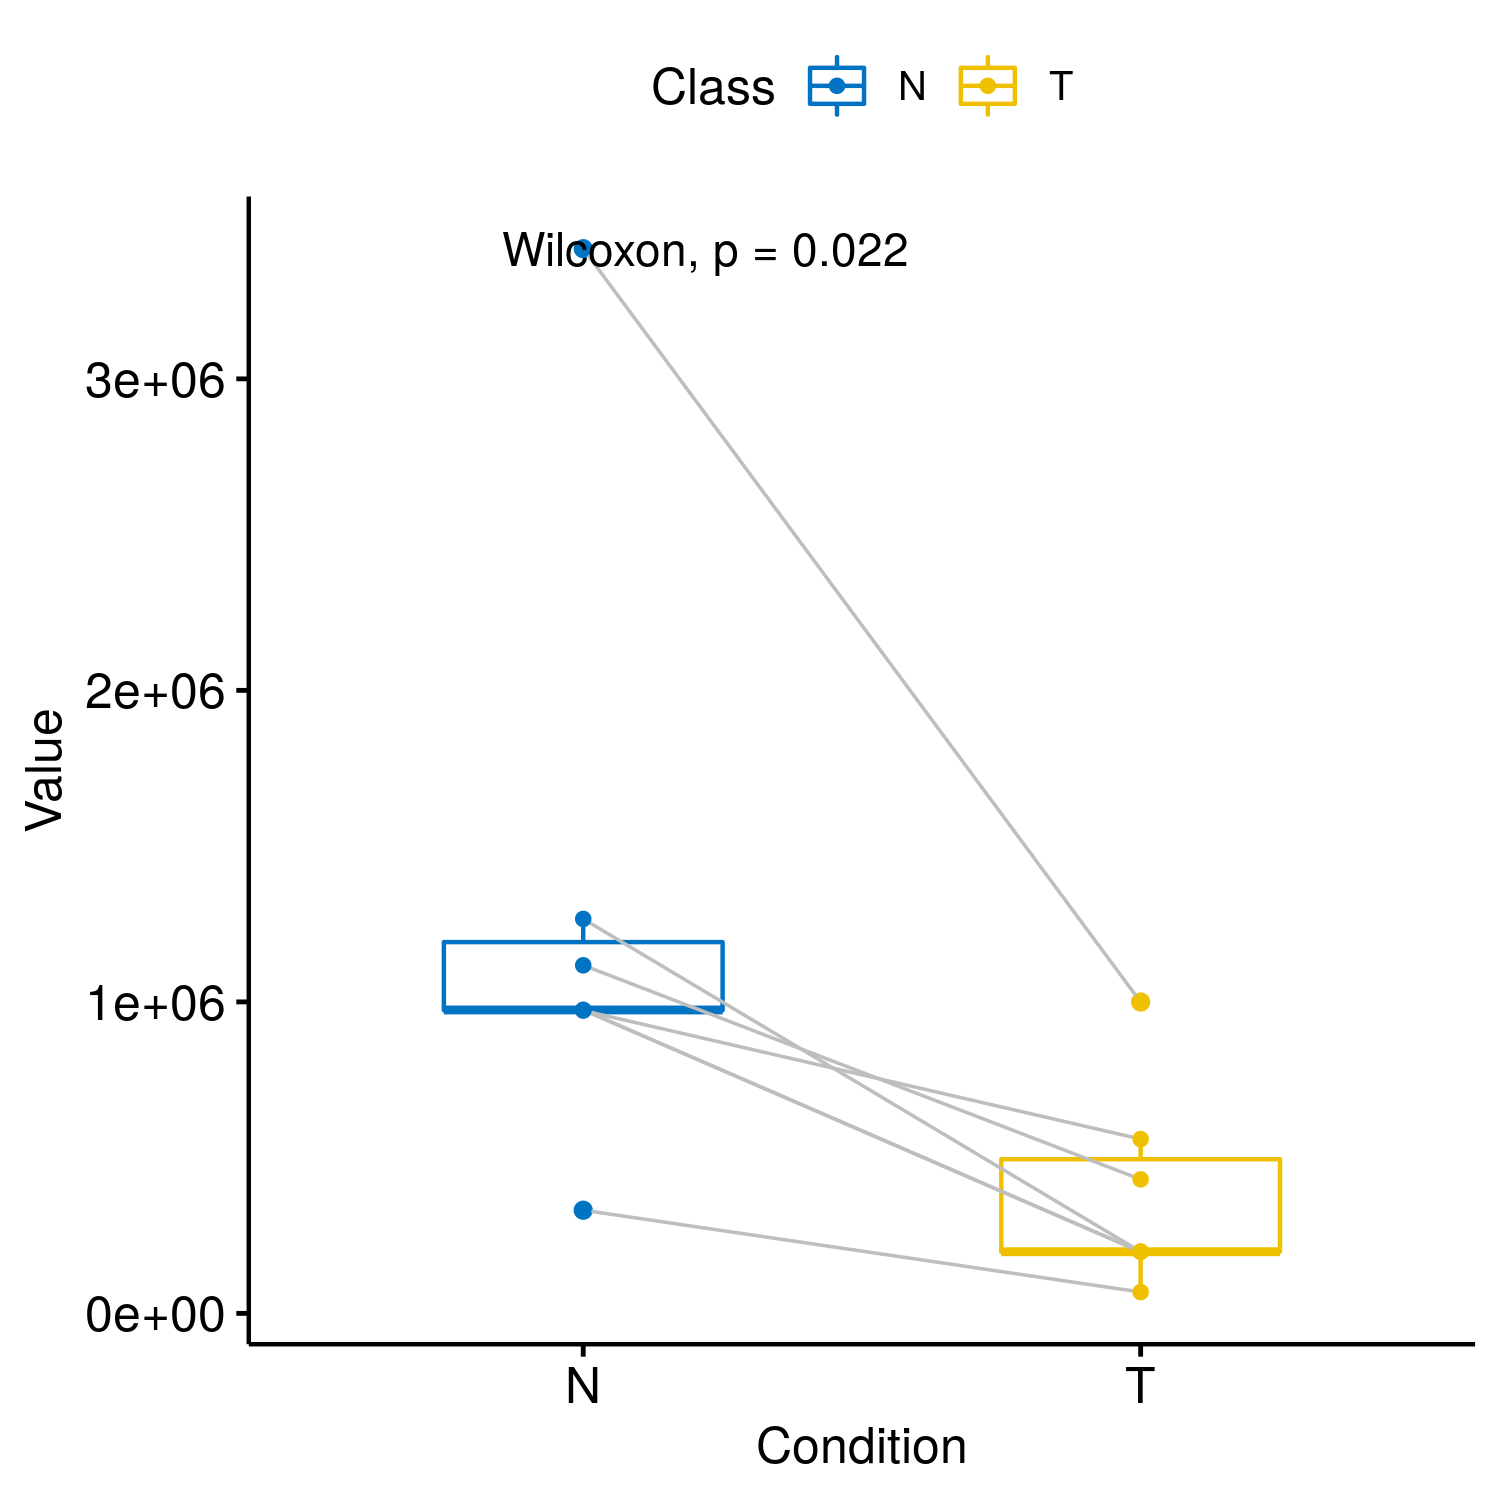 Class N T
Wilcoxon, p = 0.022
3e+06
2e+06
1e+06
0e+00
Value
N T
Condition